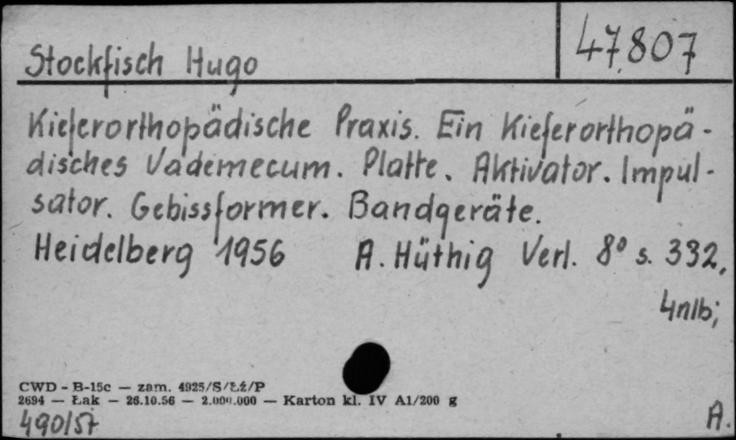 Stockfisch Hugo
47.807
Kieferorthopädische Praxis. Ein Kieferorthopä-
disches Vademecum. Platte. Aktivator. Impul-
sator. Gebissformer. Bandgeräte.
Heidelberg 1956 A. Hüthig Verl. 8° s. 332,
4nlb;
CWD - B-15c — zam. 4925/S/Łź/P
2694 — Łak — 26.10.56 — 2.000.000 — Karton kl. IV A1/200 g
490/57
A.